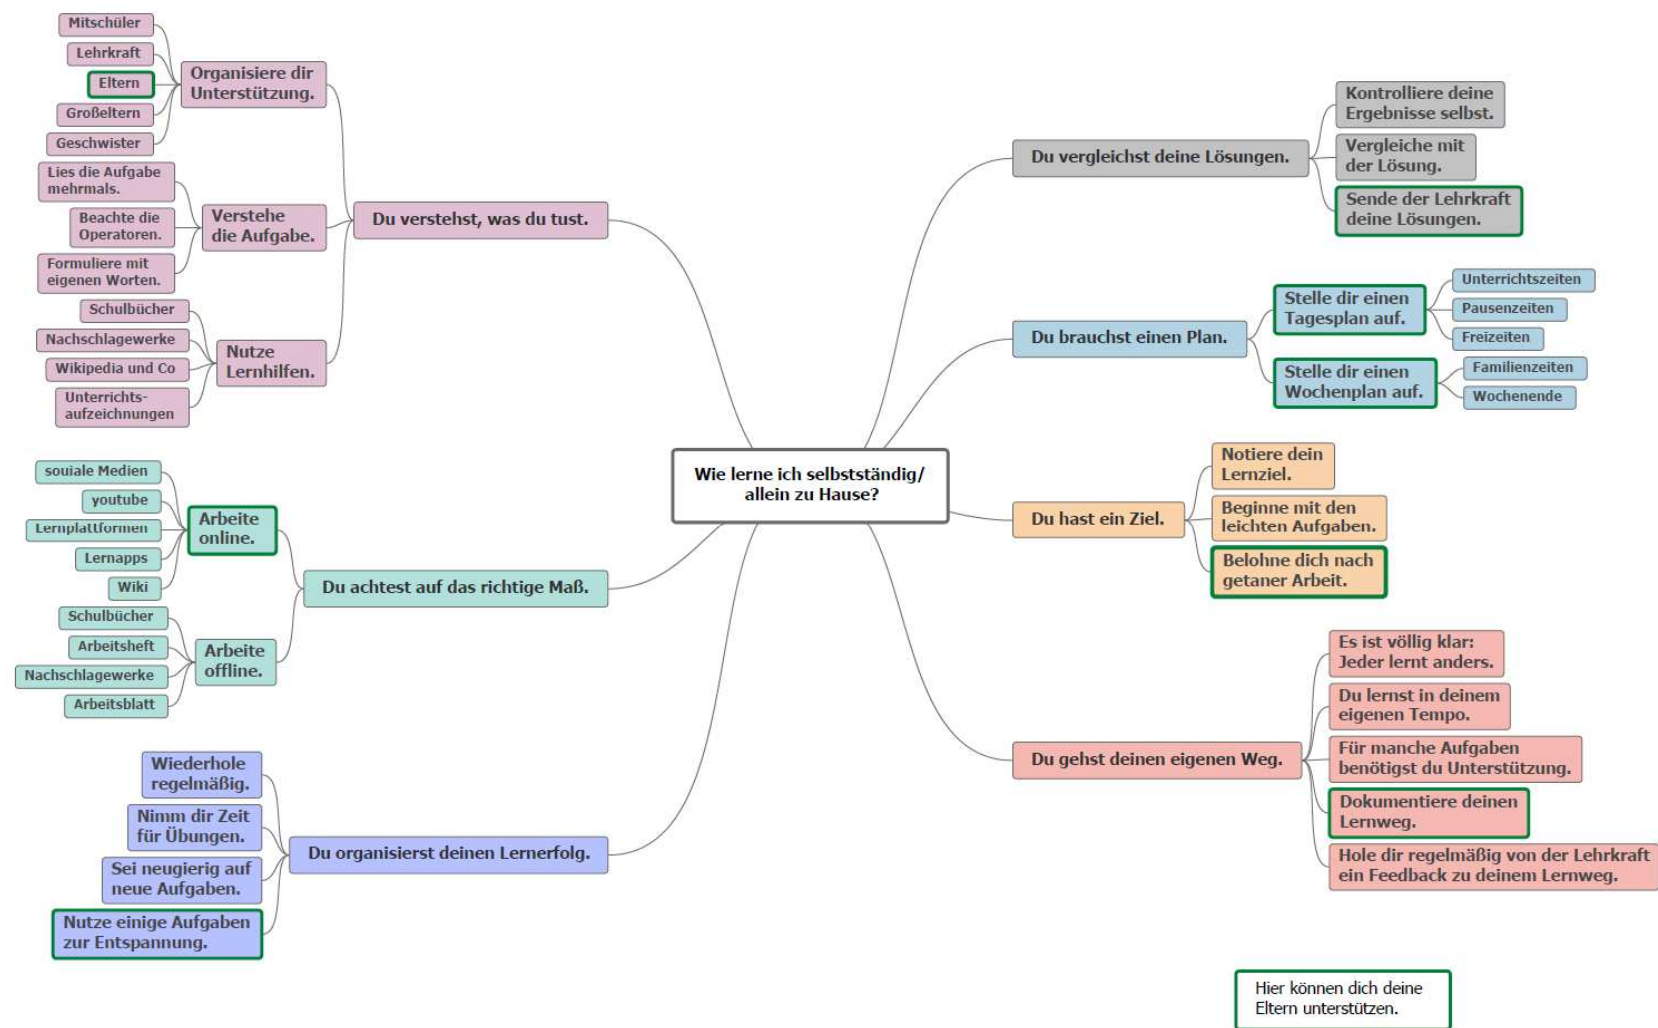 Wie lerne ich selbstständig/
allein zu Hause?
Du verstehst, was du tust.
Organisiere dir
Unterstützung.
Mitschüler
Lehrkraft
Eltern
Großeltern
Geschwister
Verstehe
die Aufgabe.
Lies die Aufgabe
mehrmals.
Beachte die
Operatoren.
Formuliere mit
eigenen Worten.
Nutze
Lernhilfen.
Schulbücher
Nachschlagewerke
Wikipedia und Co
Unterrichts-
aufzeichnungen
Du achtest auf das richtige Maß.
Arbeite
online.
souiale Medien
youtube
Lernplattformen
Lernapps
Wiki
Arbeite
offline.
Schulbücher
Arbeitsheft
Nachschlagewerke
Arbeitsblatt
Du organisierst deinen Lernerfolg.
Wiederhole
regelmäßig.
Nimm dir Zeit
für Übungen.
Sei neugierig auf
neue Aufgaben.
Nutze einige Aufgaben
zur Entspannung.
Du vergleichst deine Lösungen.
Kontrolliere deine
Ergebnisse selbst.
Vergleiche mit
der Lösung.
Sende der Lehrkraft
deine Lösungen.
Du brauchst einen Plan.
Stelle dir einen
Tagesplan auf.
Unterrichtszeiten
Pausenzeiten
Freizeiten
Stelle dir einen
Wochenplan auf.
Familienzeiten
Wochenende
Du hast ein Ziel.
Notiere dein
Lernziel.
Beginne mit den
leichten Aufgaben.
Belohne dich nach
getaner Arbeit.
Du gehst deinen eigenen Weg.
Es ist völlig klar:
Jeder lernt anders.
Du lernst in deinem
eigenen Tempo.
Für manche Aufgaben
benötigst du Unterstützung.
Dokumentiere deinen
Lernweg.
Hole dir regelmäßig von der Lehrkraft
ein Feedback zu deinem Lernweg.
Hier können dich deine
Eltern unterstützen.